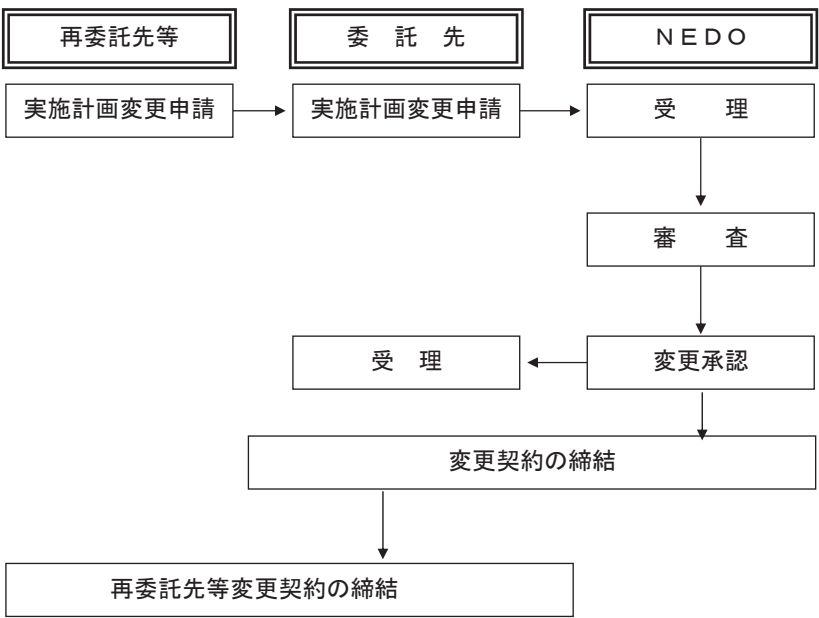 再委託先等
委 託 先
ＮＥＤＯ
実施計画変更申請
実施計画変更申請
受 理
審 査
受 理
変更承認
変更契約の締結
再委託先等変更契約の締結